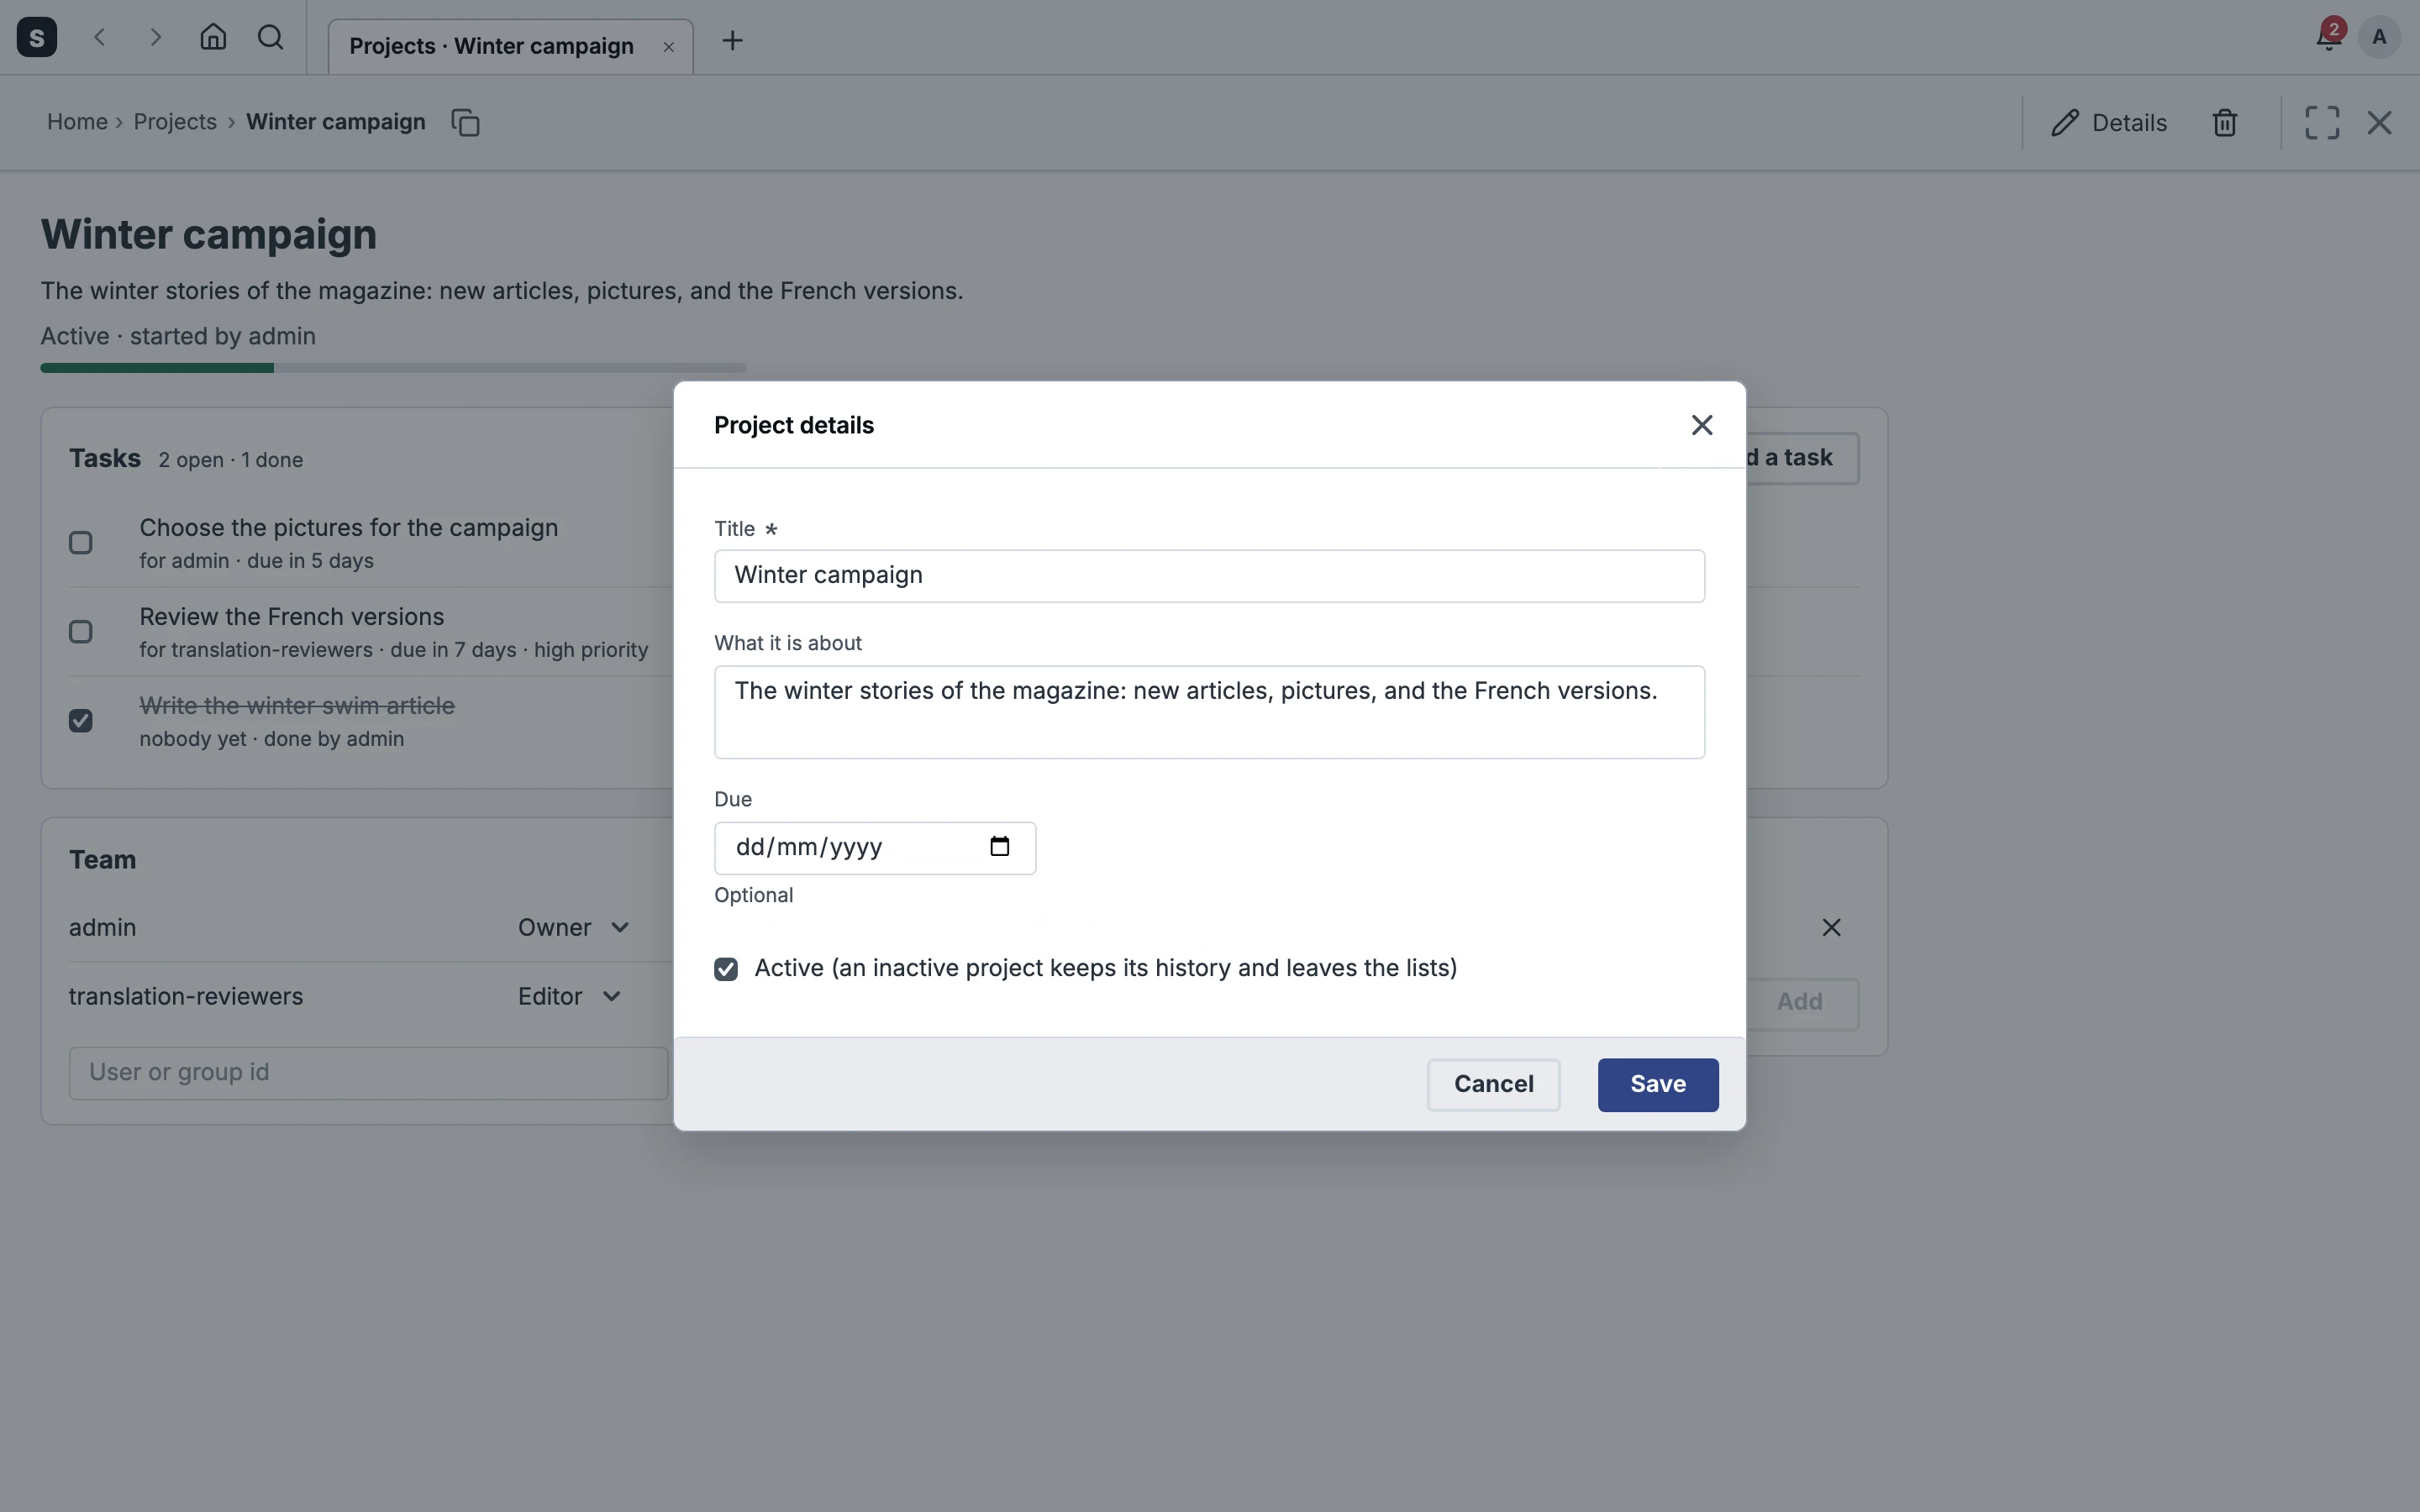 S
Projects · Winter campaign
2
A
Home › Projects › Winter campaign
Details
Winter campaign
The winter stories of the magazine: new articles, pictures, and the French versions.
Active · started by admin
Tasks 2 open · 1 done
d a task
Choose the pictures for the campaign
for admin · due in 5 days
Review the French versions
for translation-reviewers · due in 7 days · high priority
Write the winter swim article
nobody yet · done by admin
Team
admin Owner
translation-reviewers Editor
User or group id
Add
Project details
Title *
Winter campaign
What it is about
The winter stories of the magazine: new articles, pictures, and the French versions.
Due
dd/mm/yyyy
Optional
Active (an inactive project keeps its history and leaves the lists)
Cancel Save